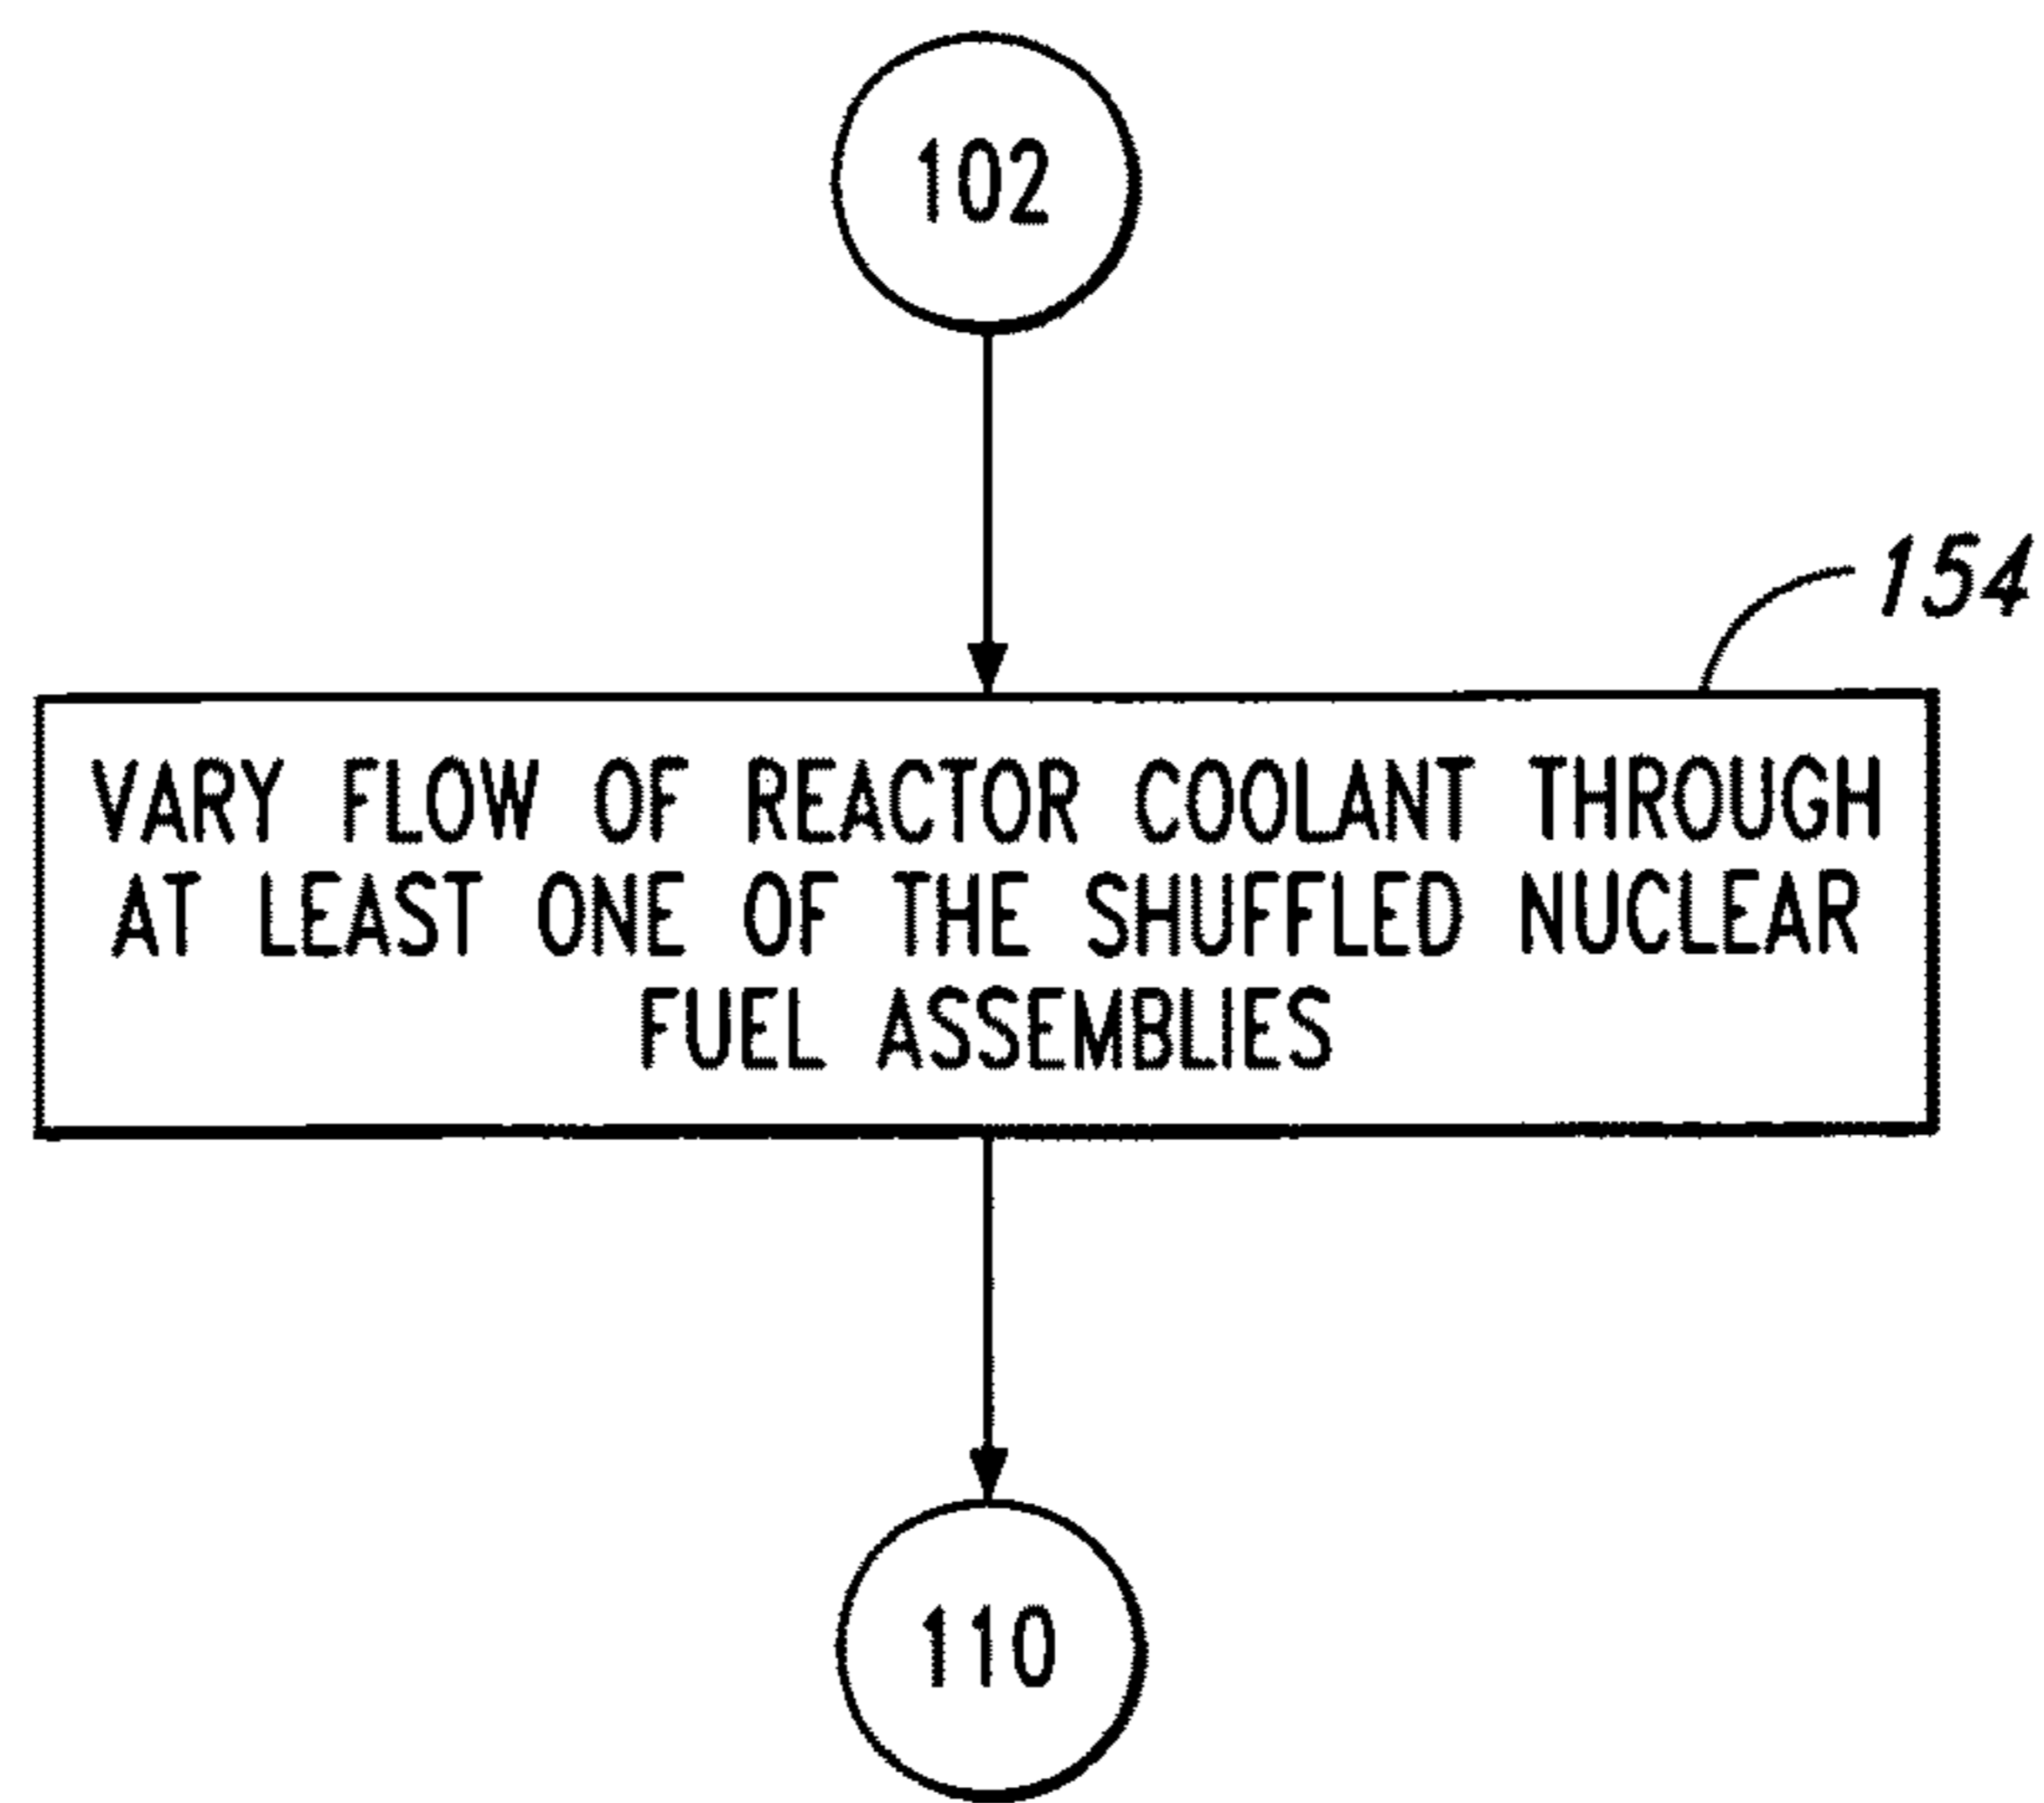 102
154
VARY FLOW OF REACTOR COOLANT THROUGH
AT LEAST ONE OF THE SHUFFLED NUCLEAR
FUEL ASSEMBLIES
110